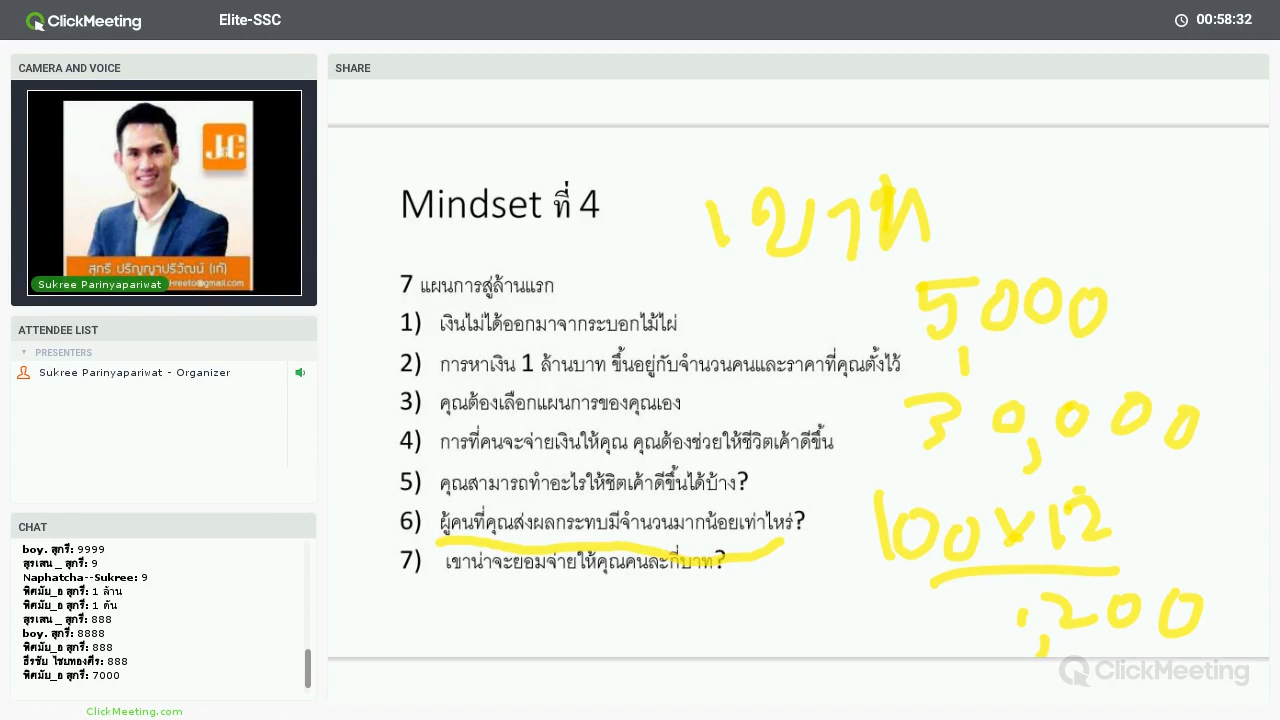 ClickMeeting
Elite-SSC
00:58:32
CAMERA AND VOICE
J&C
สุกรี ปริญญาปริวัฒน์ (เก๋)
hreeto@gmail.com
Sukree Parinyapariwat
ATTENDEE LIST
PRESENTERS
Sukree Parinyapariwat - Organizer
CHAT
boy. สุกรี: 9999
สุรเสน _ สุกรี: 9
Naphatcha--Sukree: 9
พิศมัย_อ สุกรี: 1 ล้าน
พิศมัย_อ สุกรี: 1 ตัน
สุรเสน _ สุกรี: 888
boy. สุกรี: 8888
พิศมัย_อ สุกรี: 888
ธีรชัย ไชยทองศีร: 888
พิศมัย_อ สุกรี: 7000
ClickMeeting.com
SHARE
Mindset ที่ 4
7 แผนการสู่ล้านแรก
1) เงินไม่ได้ออกมาจากกระบอกไม้ไผ่
2) การหาเงิน 1 ล้านบาท ขึ้นอยู่กับจำนวนคนและราคาที่คุณตั้งไว้
3) คุณต้องเลือกแผนการของคุณเอง
4) การที่คนจะจ่ายเงินให้คุณ คุณต้องช่วยให้ชีวิตเค้าดีขึ้น
5) คุณสามารถทำอะไรให้ชิตเค้าดีขึ้นได้บ้าง?
6) ผู้คนที่คุณส่งผลกระทบมีจำนวนมากน้อยเท่าไหร่?
7) เขาน่าจะยอมจ่ายให้คุณคนละกี่บาท?
5000
30,000
100 x 12
1,200
ClickMeeting